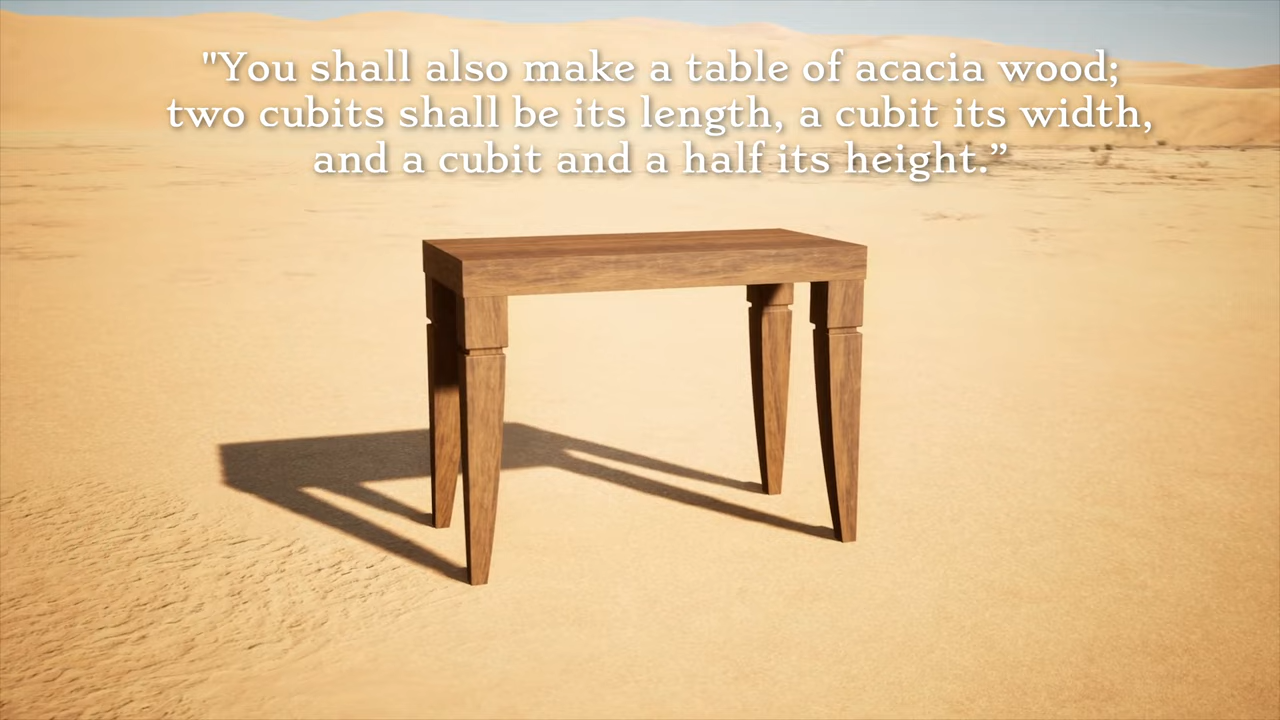 "You shall also make a table of acacia wood;
two cubits shall be its length, a cubit its width,
and a cubit and a half its height.”